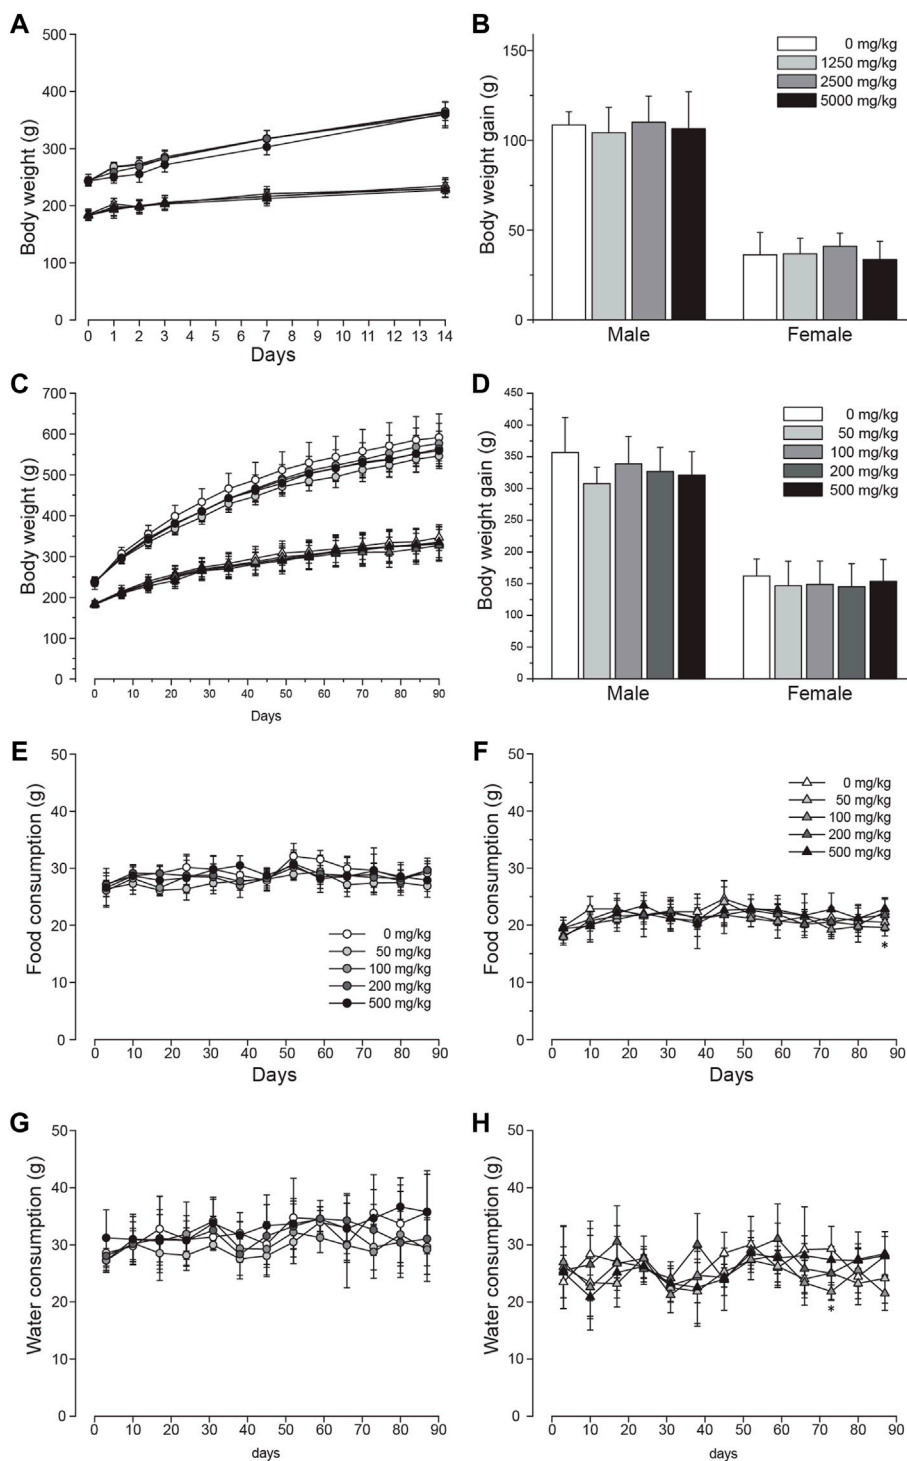 A
Body weight (g)
500
400
300
200
100
0
0 1 2 3 4 5 6 7 8 9 10 11 12 13 14
Days
B
Body weight gain (g)
150
100
50
0
0 mg/kg
1250 mg/kg
2500 mg/kg
5000 mg/kg
Male Female
C
Body weight (g)
700
600
500
400
300
200
100
0
0 10 20 30 40 50 60 70 80 90
Days
D
Body weight gain (g)
450
400
350
300
250
200
150
100
50
0
0 mg/kg
50 mg/kg
100 mg/kg
200 mg/kg
500 mg/kg
Male Female
E
Food consumption (g)
50
40
30
20
10
0
0 mg/kg
50 mg/kg
100 mg/kg
200 mg/kg
500 mg/kg
0 10 20 30 40 50 60 70 80 90
Days
F
Food consumption (g)
50
40
30
20
10
0
0 mg/kg
50 mg/kg
100 mg/kg
200 mg/kg
500 mg/kg
*
0 10 20 30 40 50 60 70 80 90
Days
G
Water consumption (g)
50
40
30
20
10
0
0 10 20 30 40 50 60 70 80 90
days
H
Water consumption (g)
50
40
30
20
10
0
*
0 10 20 30 40 50 60 70 80 90
days